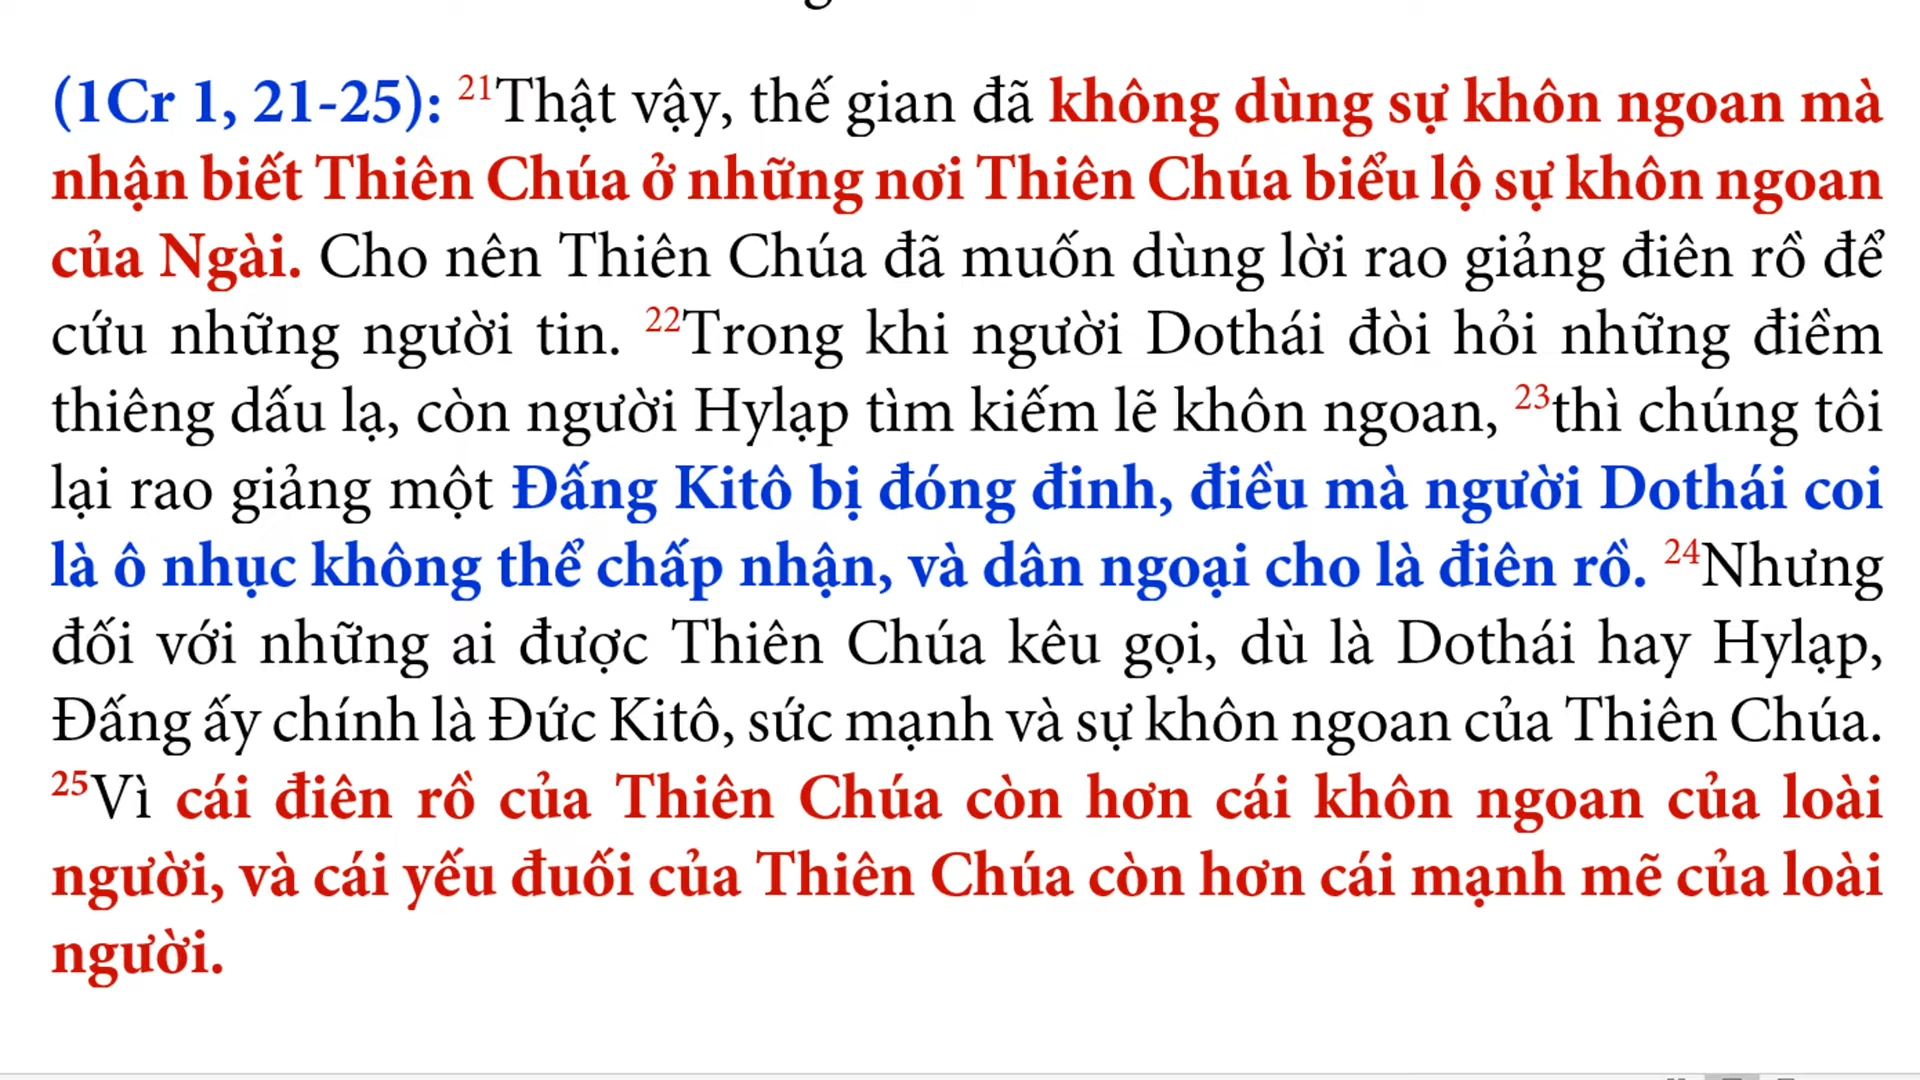 (1Cr 1, 21-25): 21Thật vậy, thế gian đã không dùng sự khôn ngoan mà
nhận biết Thiên Chúa ở những nơi Thiên Chúa biểu lộ sự khôn ngoan
của Ngài. Cho nên Thiên Chúa đã muốn dùng lời rao giảng điên rồ để
cứu những người tin. 22Trong khi người Dothái đòi hỏi những điềm
thiêng dấu lạ, còn người Hylạp tìm kiếm lẽ khôn ngoan, 23thì chúng tôi
lại rao giảng một Đấng Kitô bị đóng đinh, điều mà người Dothái coi
là ô nhục không thể chấp nhận, và dân ngoại cho là điên rồ. 24Nhưng
đối với những ai được Thiên Chúa kêu gọi, dù là Dothái hay Hylạp,
Đấng ấy chính là Đức Kitô, sức mạnh và sự khôn ngoan của Thiên Chúa.
25Vì cái điên rồ của Thiên Chúa còn hơn cái khôn ngoan của loài
người, và cái yếu đuối của Thiên Chúa còn hơn cái mạnh mẽ của loài
người.